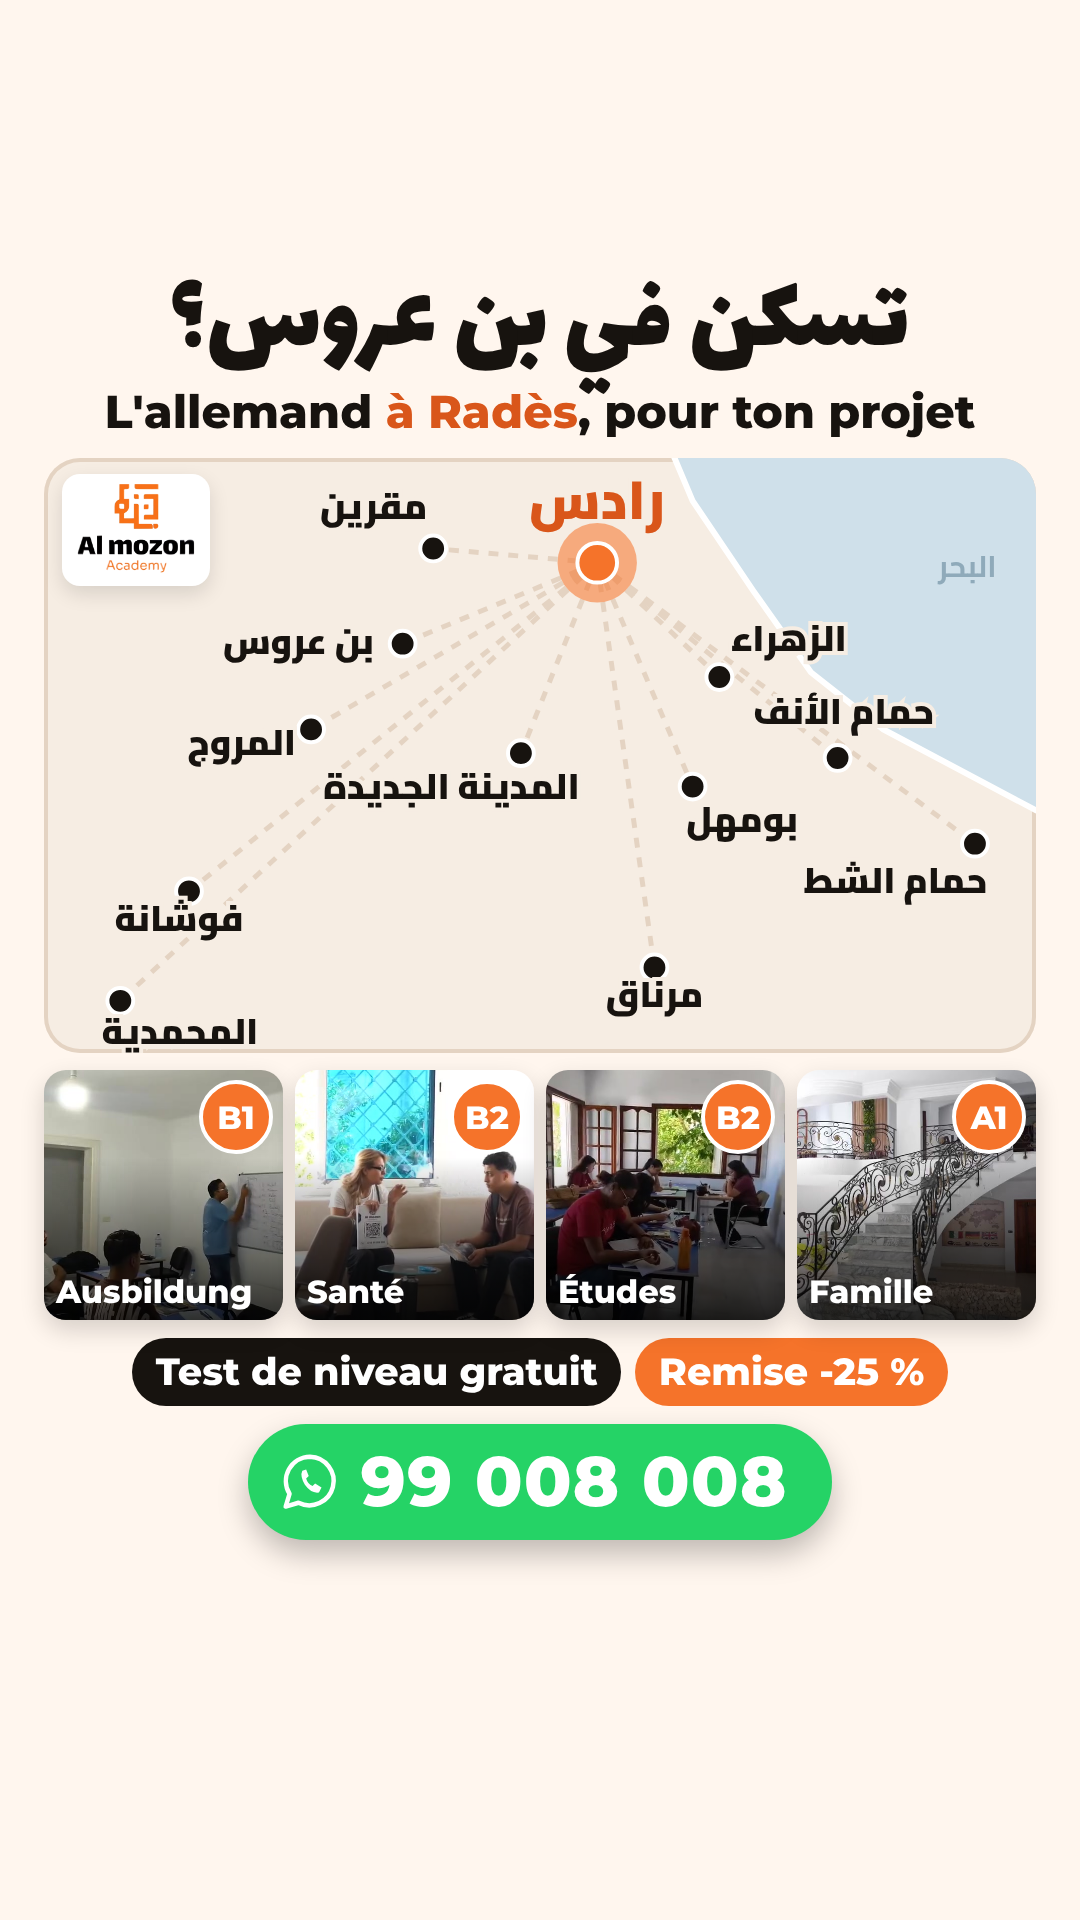 تسكن في بن عروس؟
L'allemand à Radès, pour ton projet
Al mozon
Academy
مقرين
رادس
البحر
بن عروس
الزهراء
حمام الأنف
المروج
المدينة الجديدة
بومهل
حمام الشط
فوشانة
مرناق
المحمدية
B1
Ausbildung
B2
Santé
B2
Études
A1
Famille
Test de niveau gratuit
Remise -25 %
99 008 008